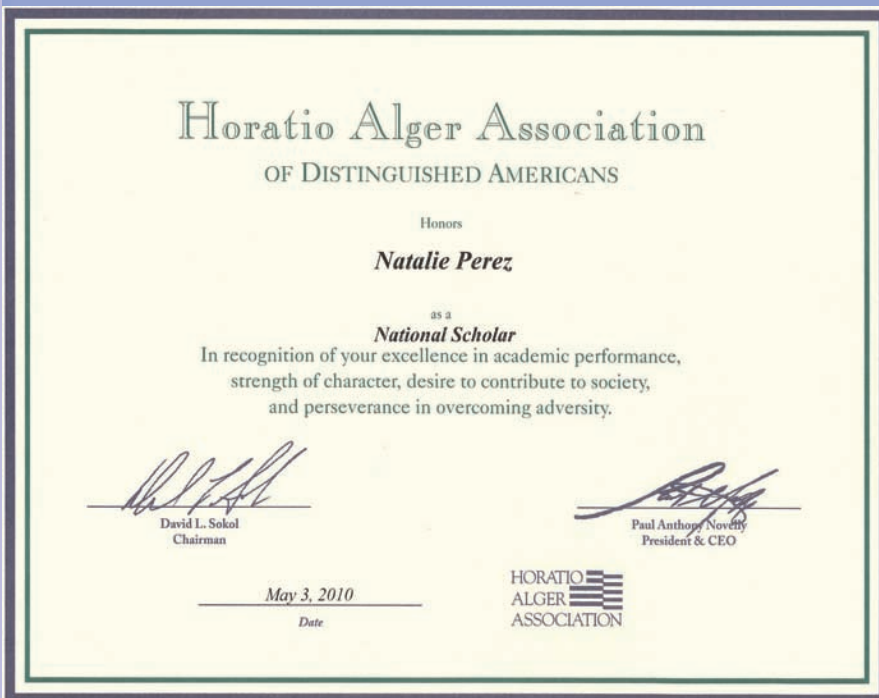 Horatio Alger Association
OF DISTINGUISHED AMERICANS
Honors
Natalie Perez
as a
National Scholar
In recognition of your excellence in academic performance,
strength of character, desire to contribute to society,
and perseverance in overcoming adversity.
David L. Sokol
Chairman
Paul Anthony Novelly
President & CEO
May 3, 2010
Date
HORATIO
ALGER
ASSOCIATION